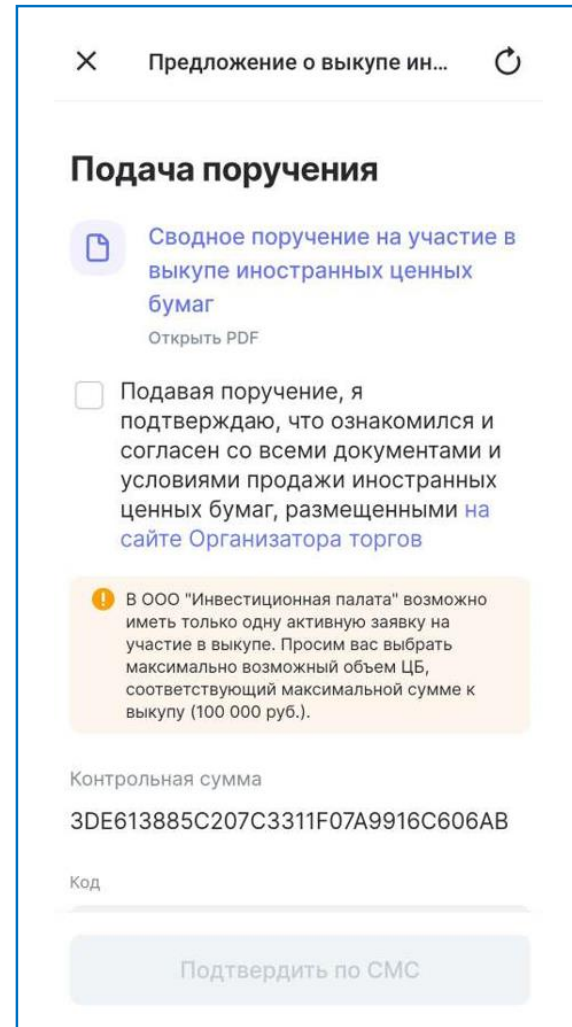 Предложение о выкупе ин...
Подача поручения
Сводное поручение на участие в
выкупе иностранных ценных
бумаг
Открыть PDF
Подавая поручение, я
подтверждаю, что ознакомился и
согласен со всеми документами и
условиями продажи иностранных
ценных бумаг, размещенными на
сайте Организатора торгов
В ООО "Инвестиционная палата" возможно
иметь только одну активную заявку на
участие в выкупе. Просим вас выбрать
максимально возможный объем ЦБ,
соответствующий максимальной сумме к
выкупу (100 000 руб.).
Контрольная сумма
3DE613885C207C3311F07A9916C606AB
Код
Подтвердить по СМС